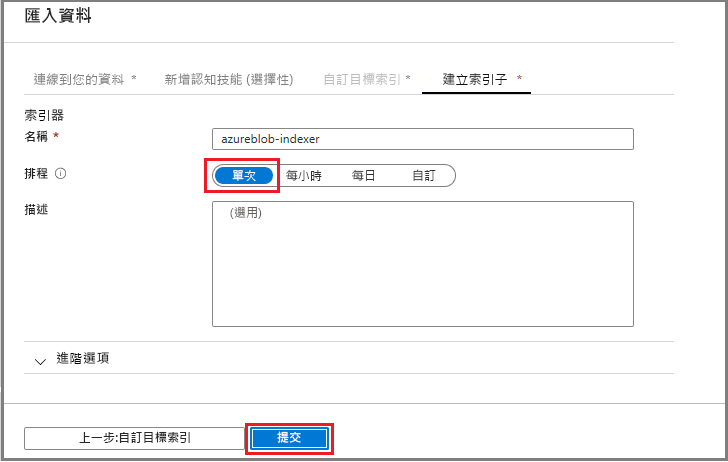 匯入資料
連線到您的資料 * 新增認知技能 (選擇性) 自訂目標索引 * 建立索引子 *
索引器
名稱 * azureblob-indexer
排程 單次 每小時 每日 自訂
描述 (選用)
進階選項
上一步:自訂目標索引 提交